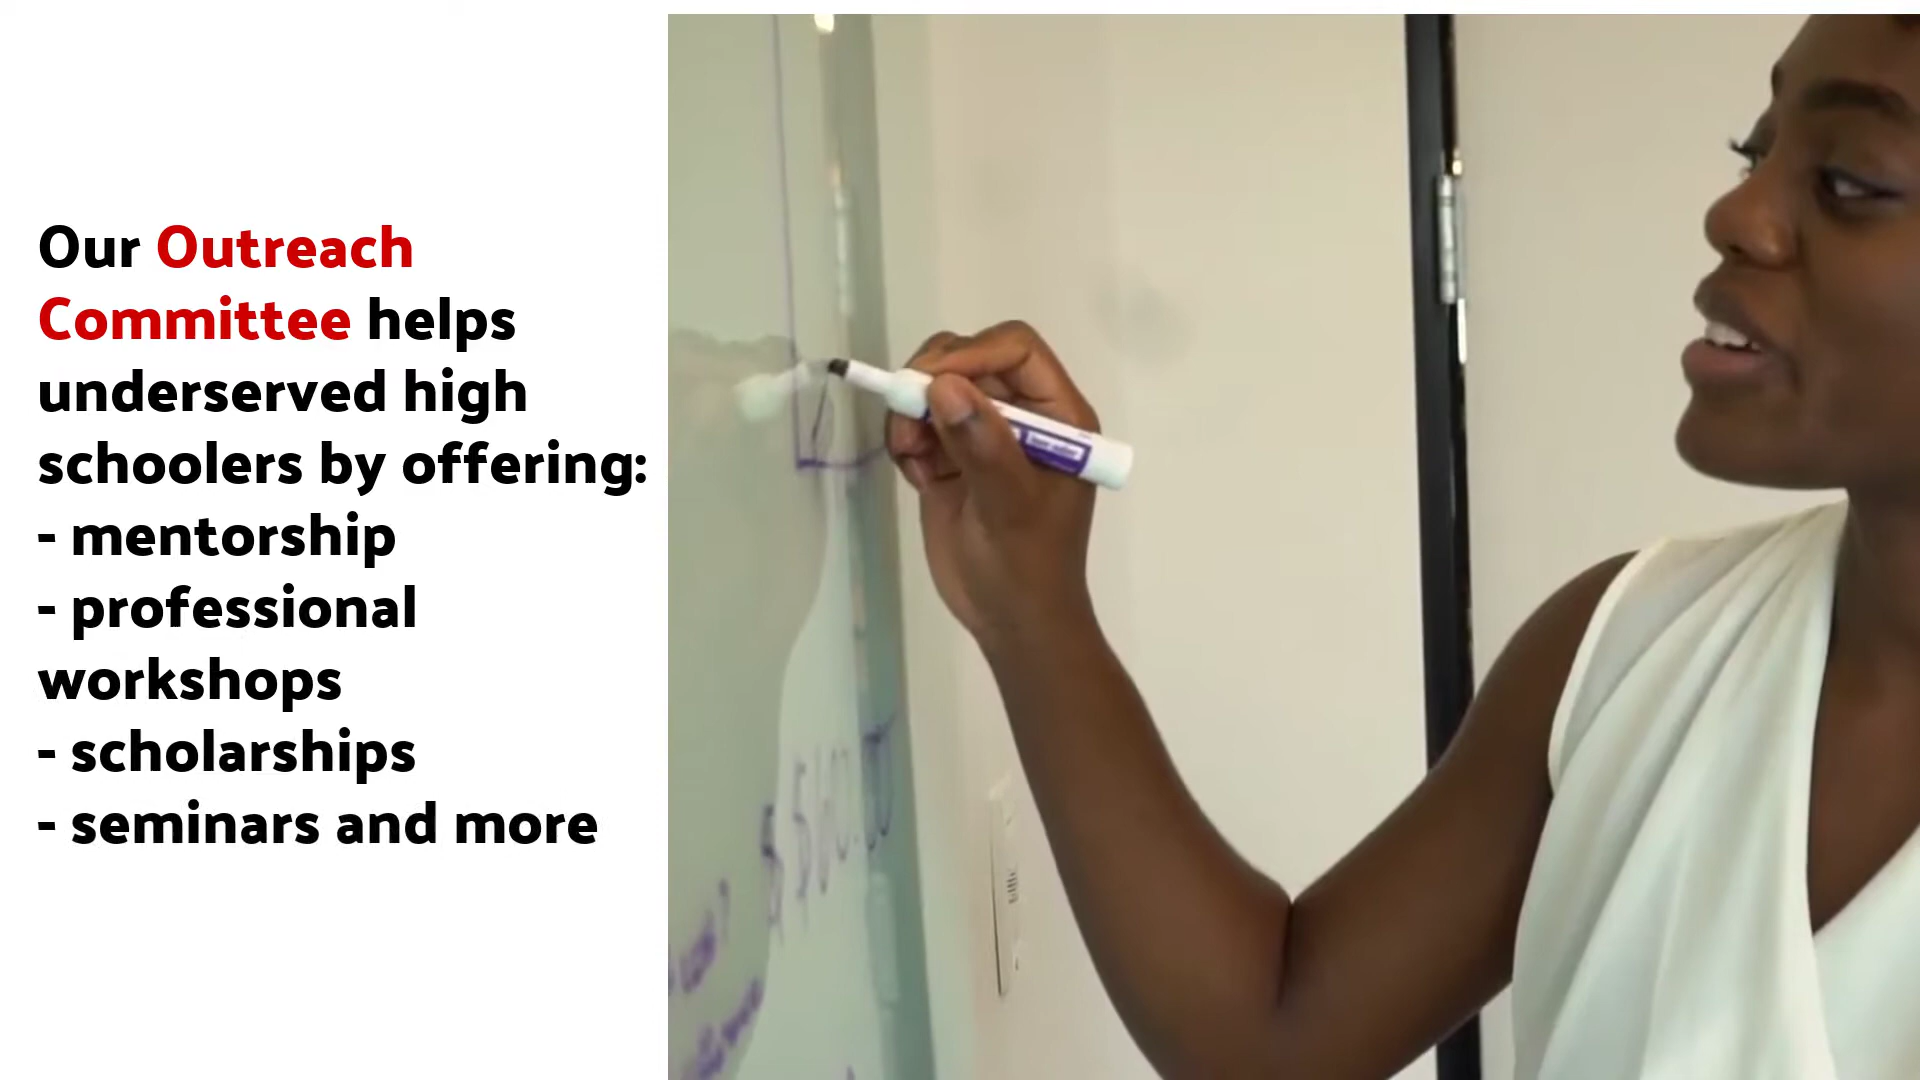 Our Outreach
Committee helps
underserved high
schoolers by offering:
- mentorship
- professional
workshops
- scholarships
- seminars and more